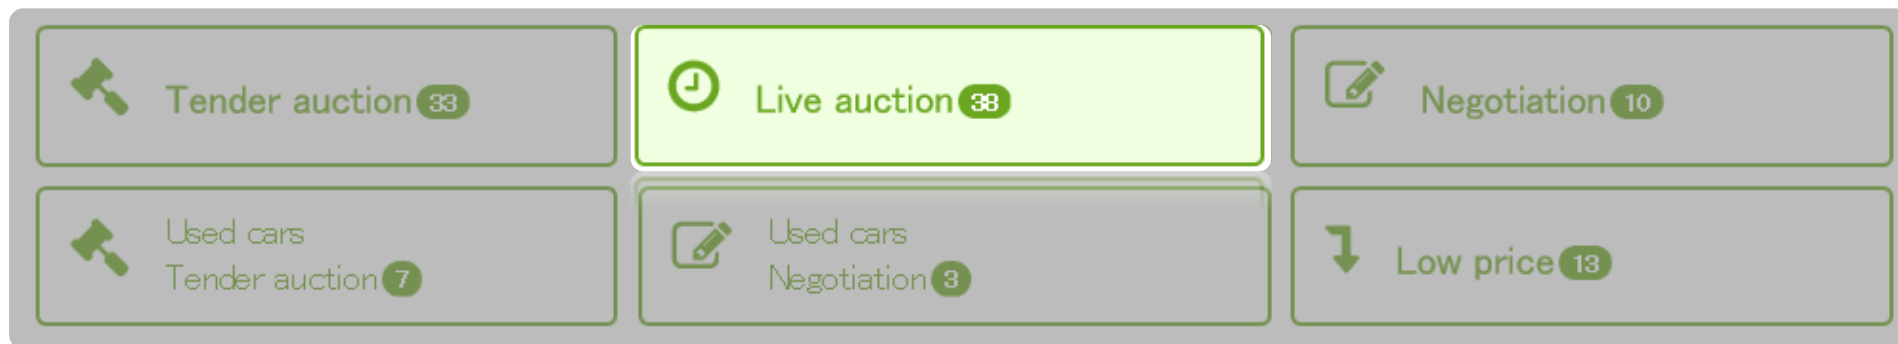 Tender auction 33
Live auction 38
Negotiation 10
Used cars
Tender auction 7
Used cars
Negotiation 3
Low price 13